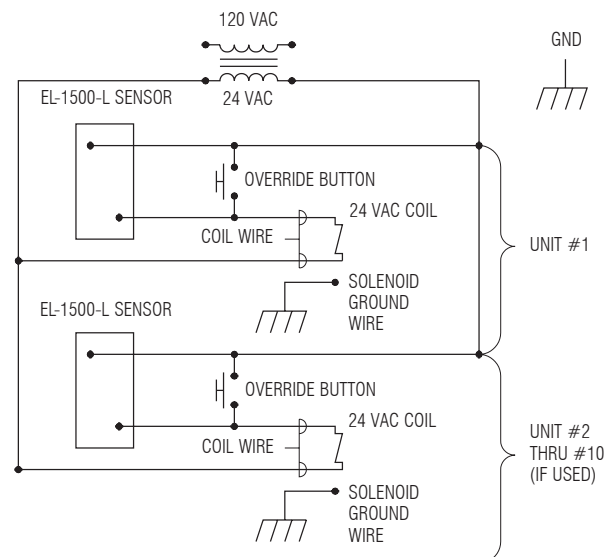 120 VAC
GND
24 VAC
EL-1500-L SENSOR
OVERRIDE BUTTON
24 VAC COIL
COIL WIRE
UNIT #1
SOLENOID
GROUND
WIRE
EL-1500-L SENSOR
OVERRIDE BUTTON
24 VAC COIL
COIL WIRE
UNIT #2
THRU #10
(IF USED)
SOLENOID
GROUND
WIRE